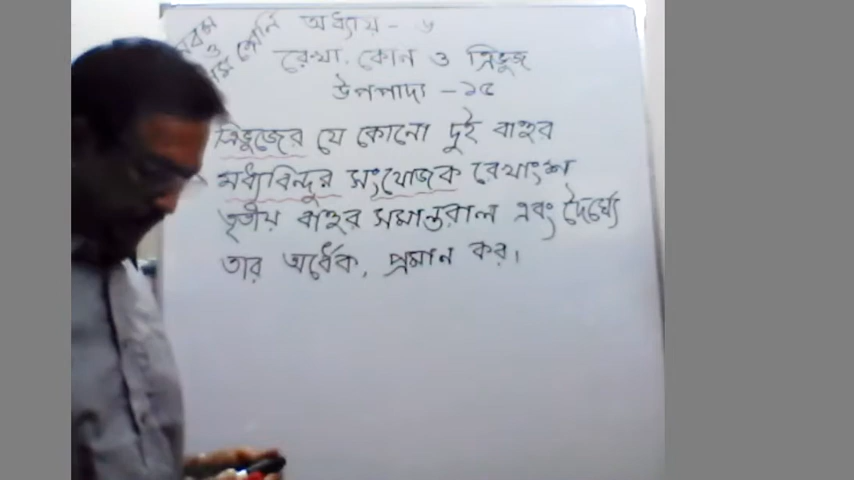 ও
শ্রেণি অধ্যায় - ৬
রেখা, কোন ও ত্রিভুজ
উপপাদ্য - ১৫
ত্রিভুজের যে কোনো দুই বাহুর
মধ্যবিন্দুর সংযোজক রেখাংশ
তৃতীয় বাহুর সমান্তরাল এবং দৈর্ঘ্যে
তার অর্ধেক, প্রমান কর।